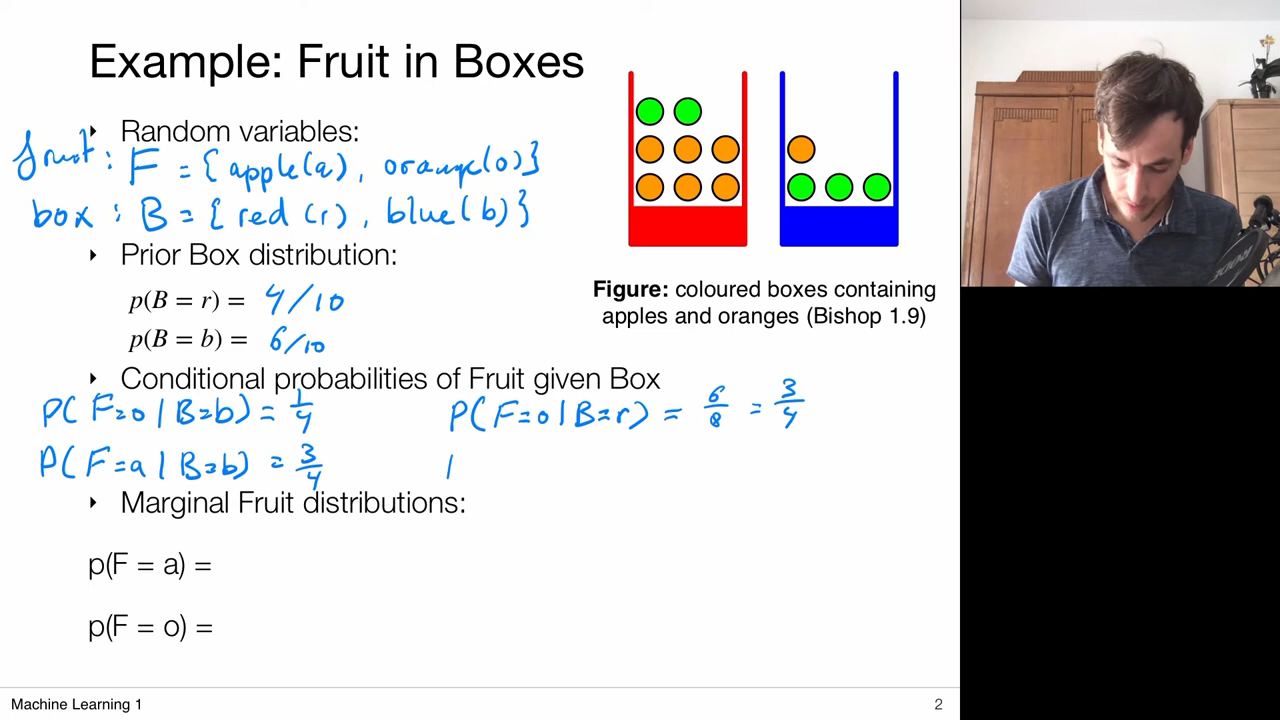 Example: Fruit in Boxes
‣ Random variables:
fruit : F = { apple(a), orange(o)}
box : B = { red (r), blue(b)}
‣ Prior Box distribution:
p(B = r) = 4/10
p(B = b) = 6/10
Figure: coloured boxes containing
apples and oranges (Bishop 1.9)
‣ Conditional probabilities of Fruit given Box
P(F=o | B=b) = 1/4
P(F=o | B=r) = 6/8 = 3/4
P(F=a | B=b) = 3/4
‣ Marginal Fruit distributions:
p(F = a) =
p(F = o) =
Machine Learning 1
2